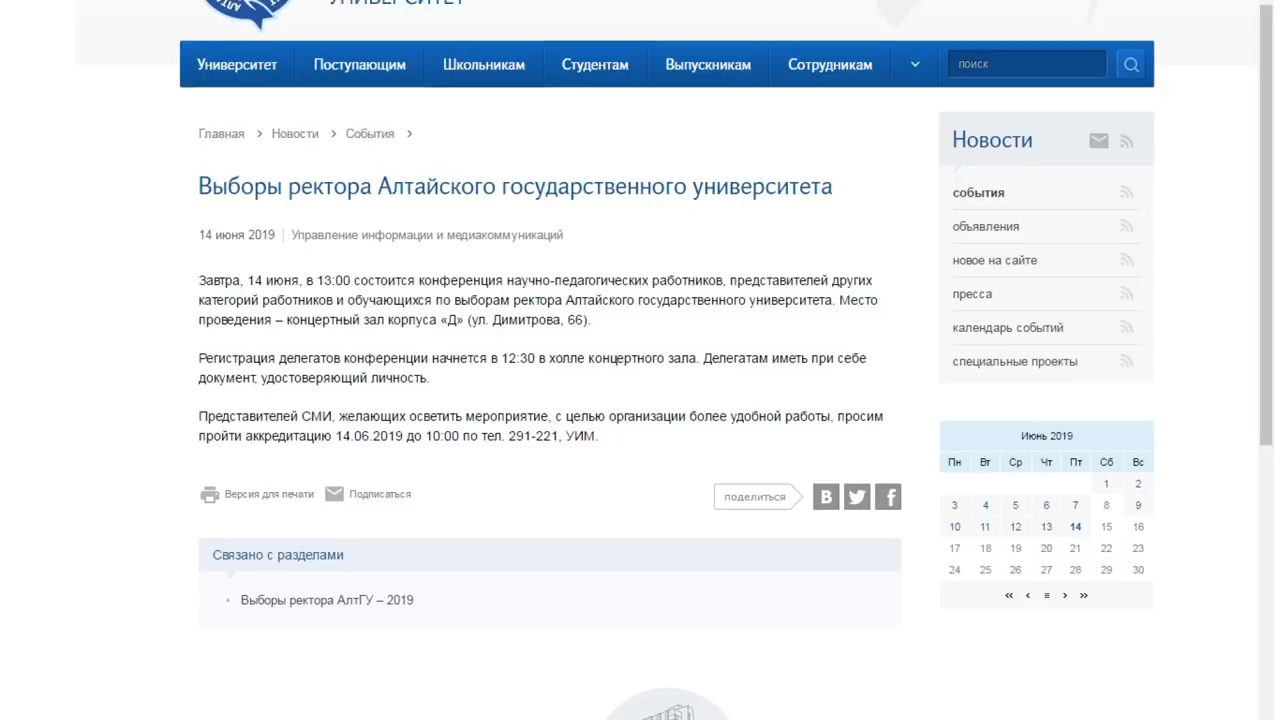 УНИВЕРСИТЕТ
Университет Поступающим Школьникам Студентам Выпускникам Сотрудникам поиск
Главная Новости События
Выборы ректора Алтайского государственного университета
14 июня 2019 Управление информации и медиакоммуникаций
Завтра, 14 июня, в 13:00 состоится конференция научно-педагогических работников, представителей других
категорий работников и обучающихся по выборам ректора Алтайского государственного университета. Место
проведения – концертный зал корпуса «Д» (ул. Димитрова, 66).
Регистрация делегатов конференции начнется в 12:30 в холле концертного зала. Делегатам иметь при себе
документ, удостоверяющий личность.
Представителей СМИ, желающих осветить мероприятие, с целью организации более удобной работы, просим
пройти аккредитацию 14.06.2019 до 10:00 по тел. 291-221, УИМ.
Версия для печати Подписаться поделиться
Связано с разделами
Выборы ректора АлтГУ – 2019
Новости
события
объявления
новое на сайте
пресса
календарь событий
специальные проекты
Июнь 2019
Пн Вт Ср Чт Пт Сб Вс
1 2
3 4 5 6 7 8 9
10 11 12 13 14 15 16
17 18 19 20 21 22 23
24 25 26 27 28 29 30